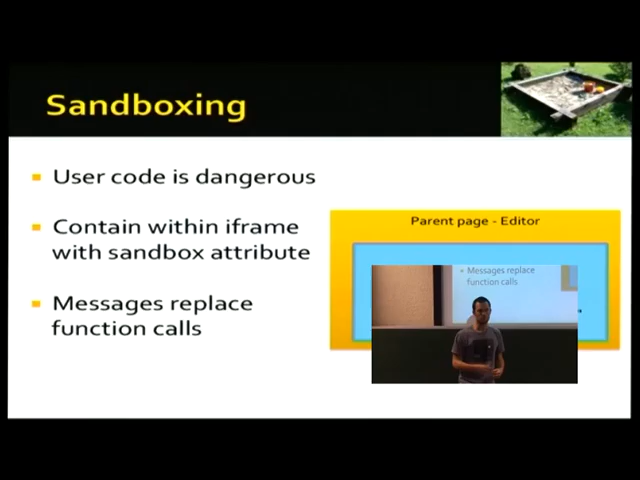 Sandboxing
User code is dangerous
Contain within iframe
with sandbox attribute
Messages replace
function calls
Parent page - Editor
Messages replace
function calls